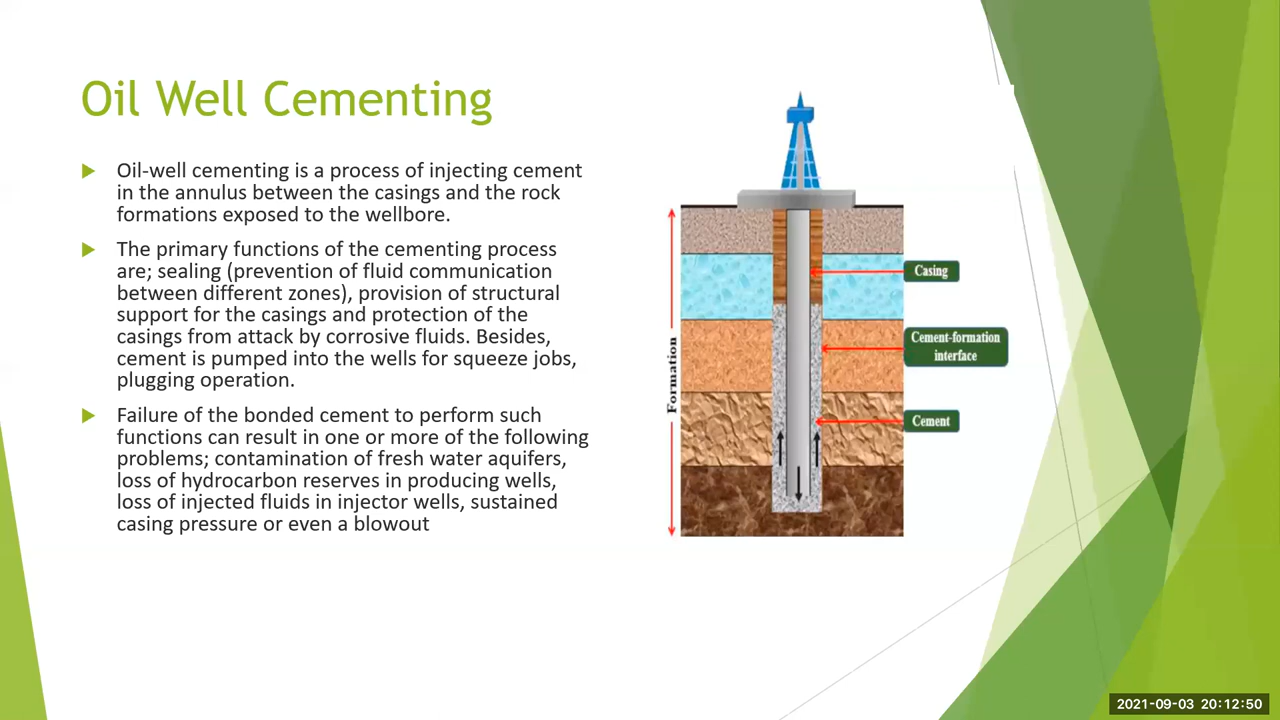 Oil Well Cementing
Oil-well cementing is a process of injecting cement
in the annulus between the casings and the rock
formations exposed to the wellbore.
The primary functions of the cementing process
are; sealing (prevention of fluid communication
between different zones), provision of structural
support for the casings and protection of the
casings from attack by corrosive fluids. Besides,
cement is pumped into the wells for squeeze jobs,
plugging operation.
Failure of the bonded cement to perform such
functions can result in one or more of the following
problems; contamination of fresh water aquifers,
loss of hydrocarbon reserves in producing wells,
loss of injected fluids in injector wells, sustained
casing pressure or even a blowout
Formation
Casing
Cement-formation
interface
Cement
2021-09-03 20:12:50